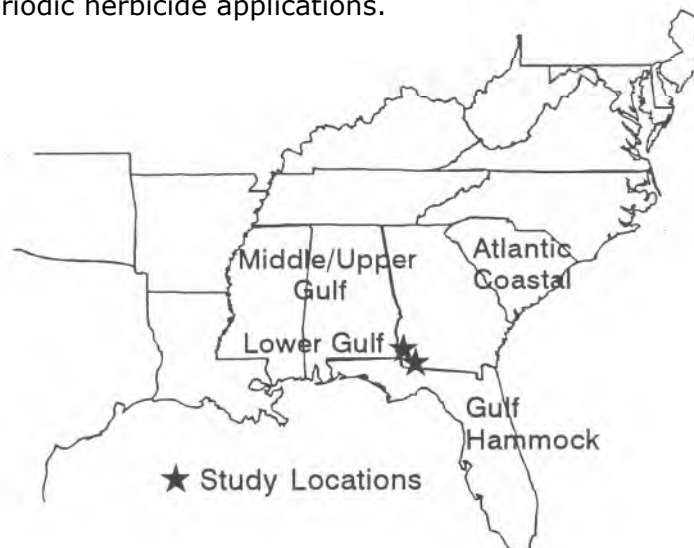 riodic herbicide applications.
Middle/Upper
Gulf
Atlantic
Coastal
Lower Gulf
Gulf
Hammock
★ Study Locations